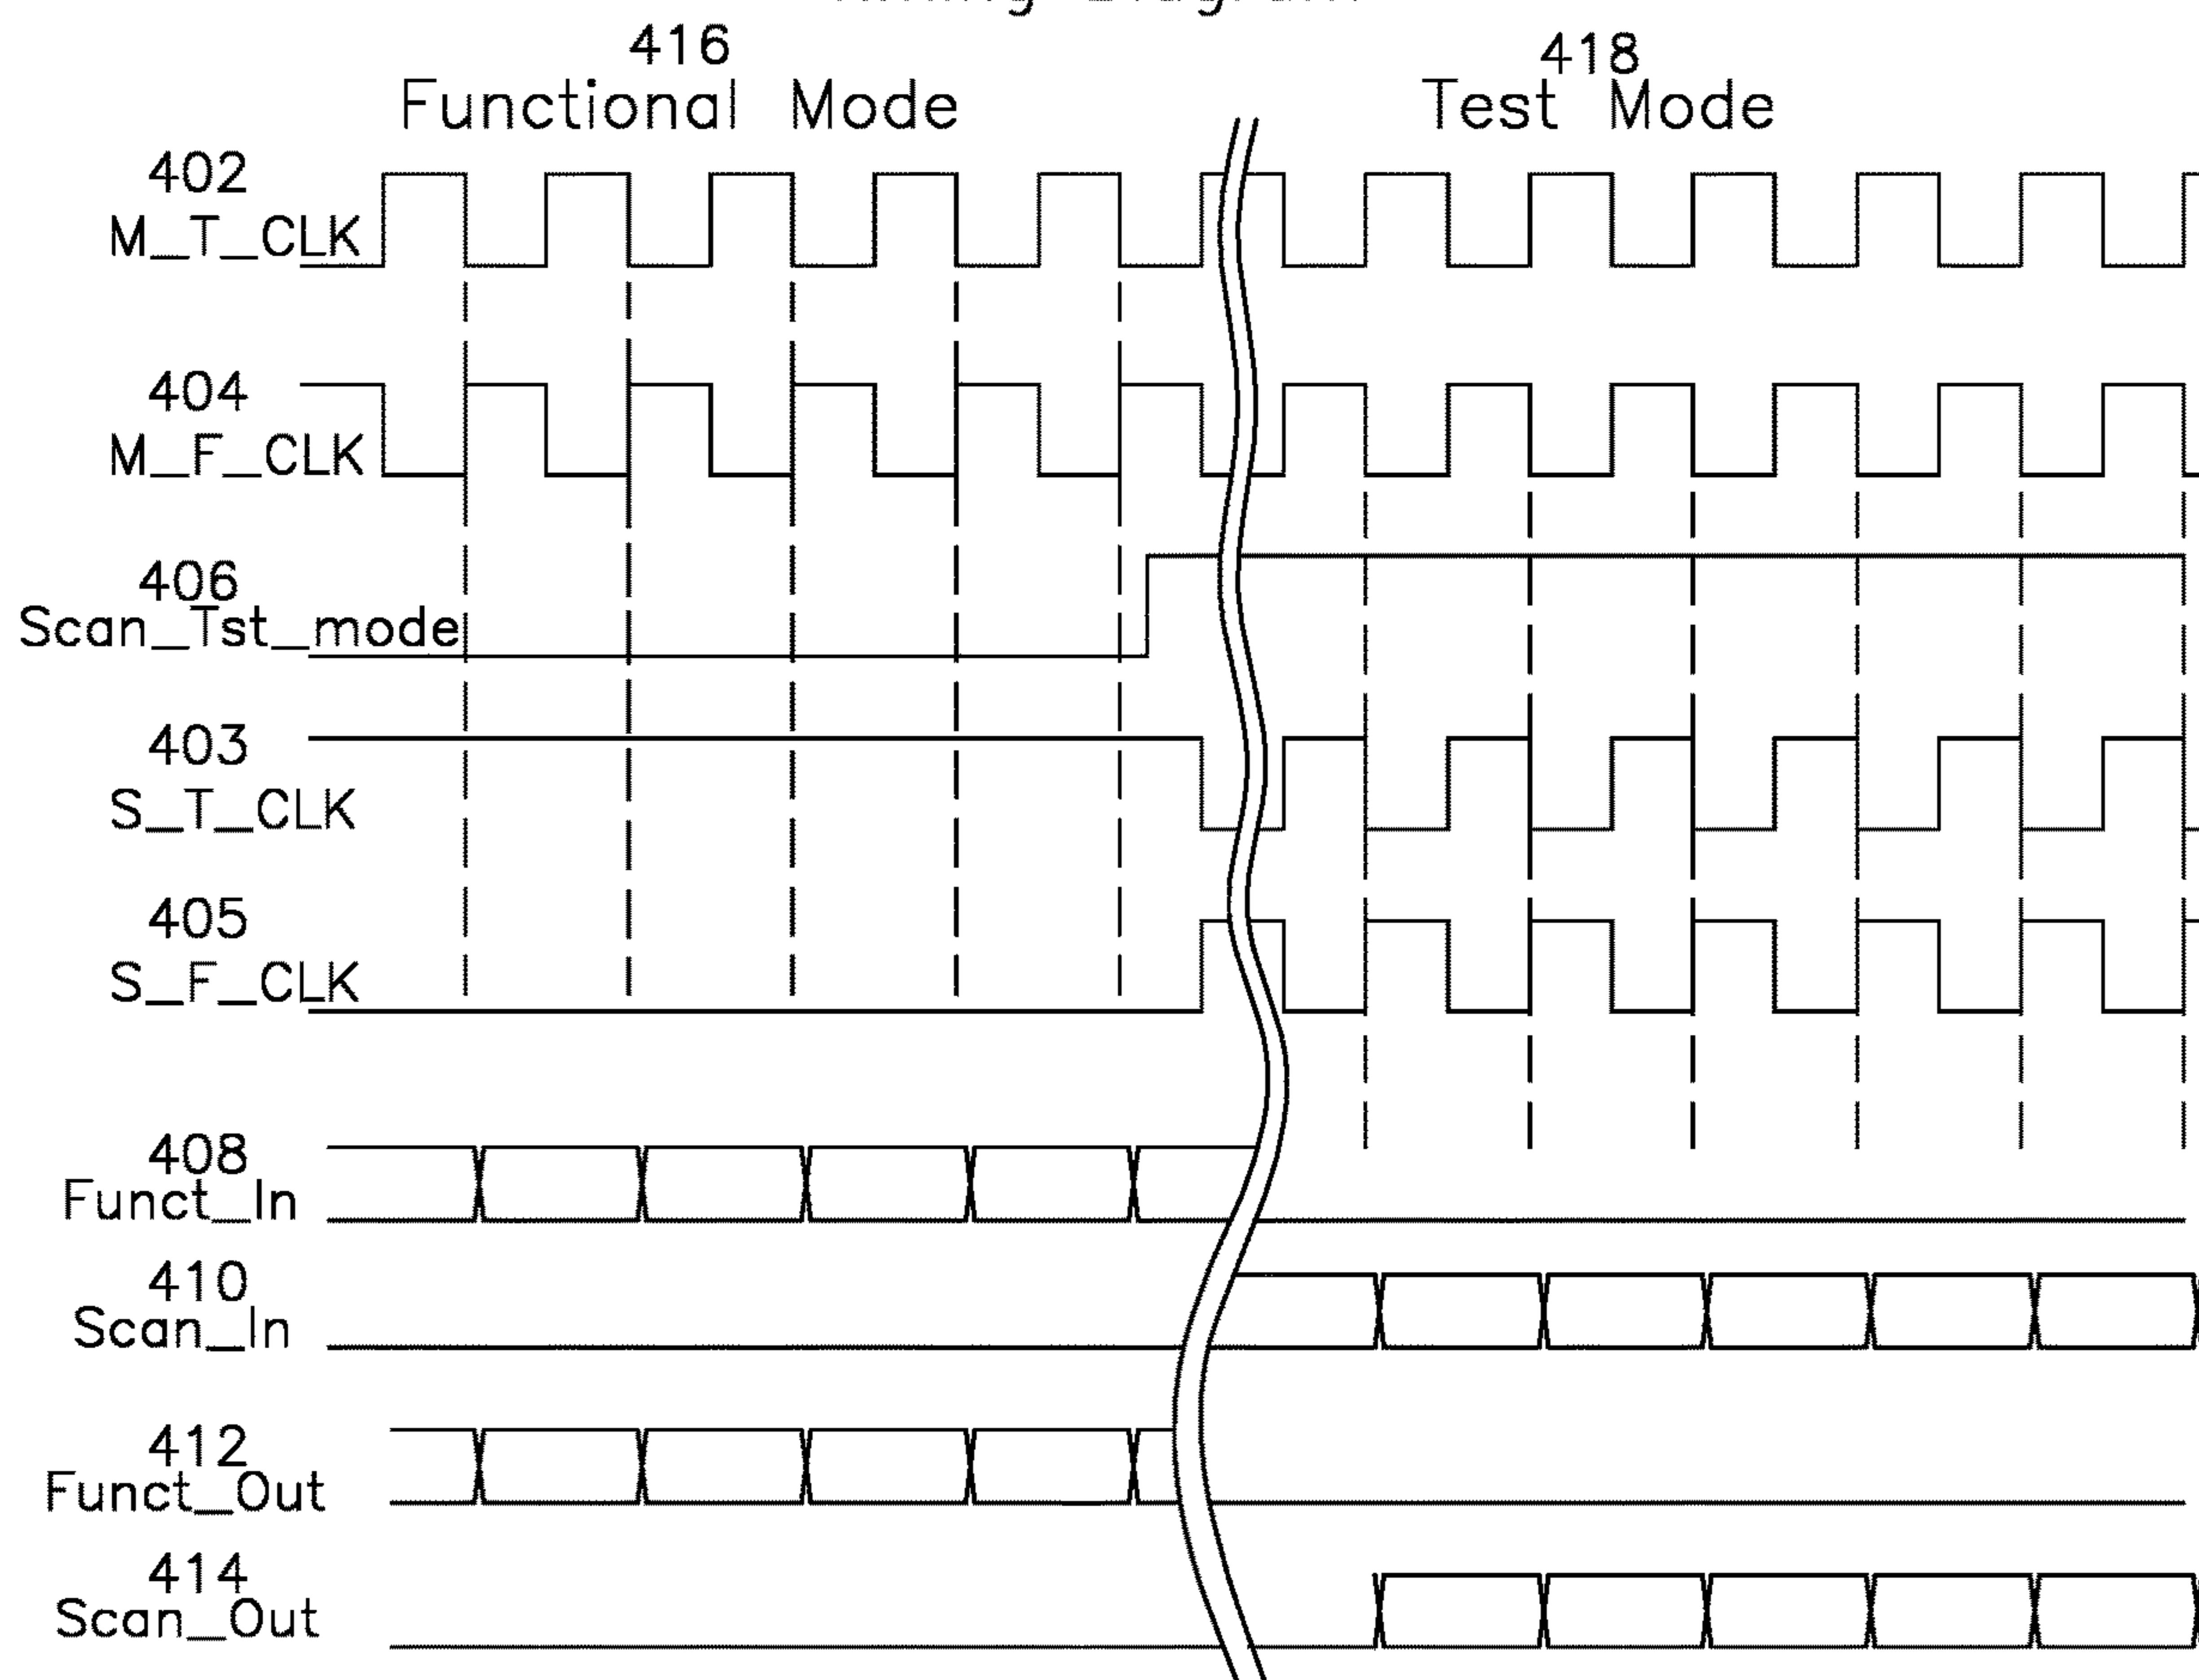 416
Functional Mode
418
Test Mode
402
M_T_CLK
404
M_F_CLK
406
Scan_Tst_mode
403
S_T_CLK
405
S_F_CLK
408
Funct_In
410
Scan_In
412
Funct_Out
414
Scan_Out